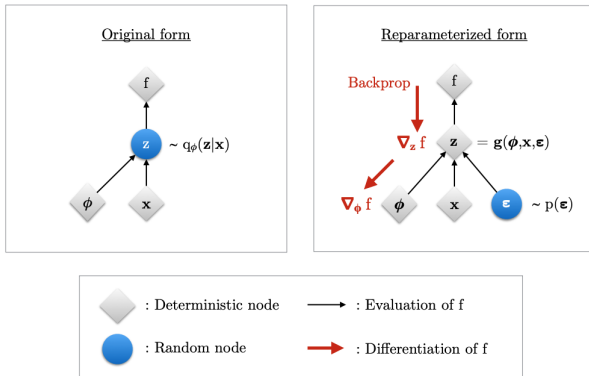 Original form
f
z ~ qϕ(z|x)
ϕ x
Reparameterized form
f
Backprop
∇z f z = g(ϕ,x,ε)
∇ϕ f ϕ x ε ~ p(ε)
: Deterministic node
: Random node
: Evaluation of f
: Differentiation of f